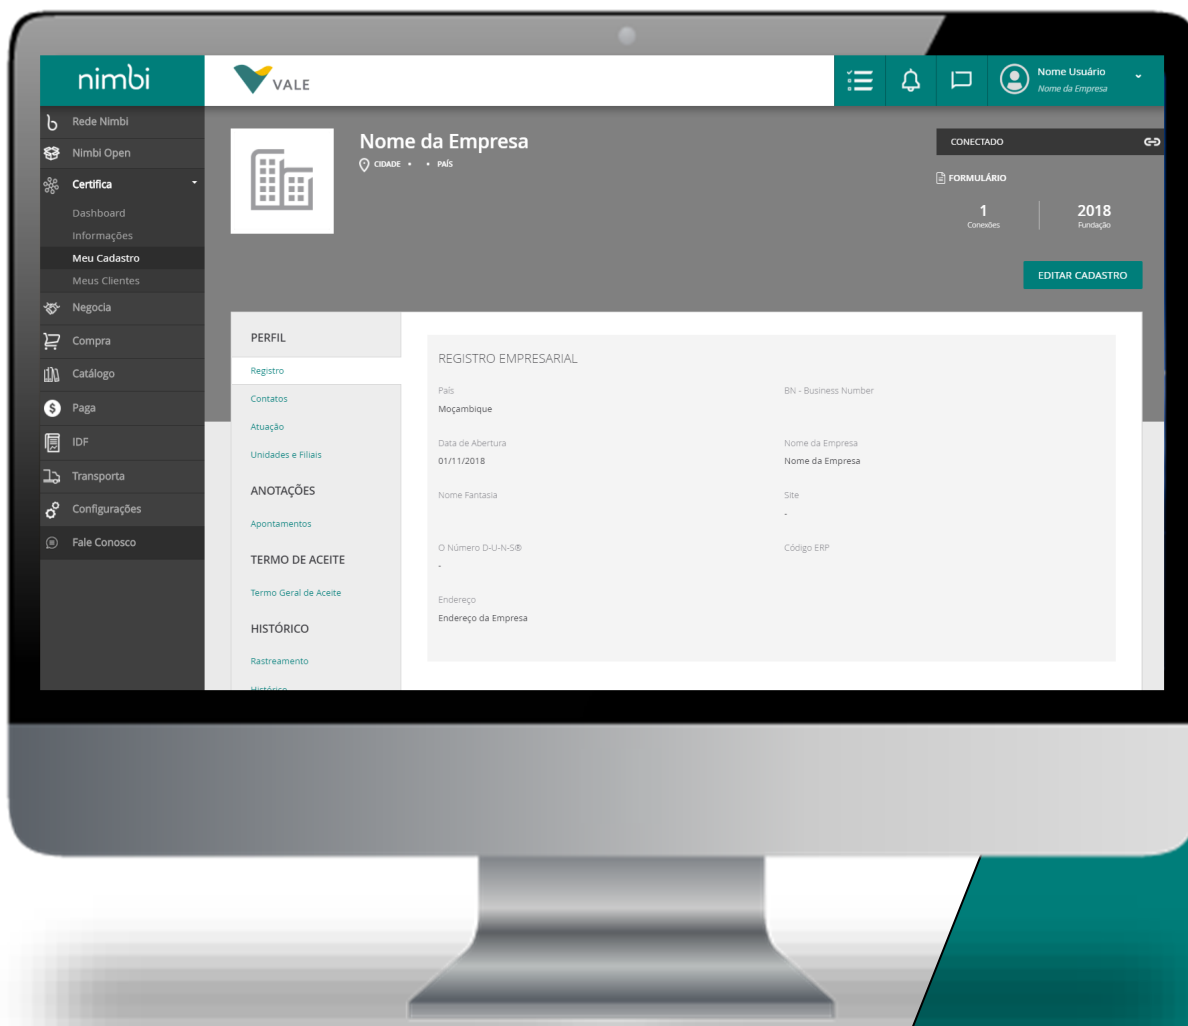 nimbi
VALE
Nome Usuário
Nome da Empresa
Rede Nimbi
Nimbi Open
Certifica
Dashboard
Informações
Meu Cadastro
Meus Clientes
Negocia
Compra
Catálogo
Paga
IDF
Transporta
Configurações
Fale Conosco
Nome da Empresa
CIDADE • • PAÍS
CONECTADO
FORMULÁRIO
1
Conexões
2018
Fundação
EDITAR CADASTRO
PERFIL
Registro
Contatos
Atuação
Unidades e Filiais
ANOTAÇÕES
Apontamentos
TERMO DE ACEITE
Termo Geral de Aceite
HISTÓRICO
Rastreamento
Histórico
REGISTRO EMPRESARIAL
País
Moçambique
BN - Business Number
Data de Abertura
01/11/2018
Nome da Empresa
Nome da Empresa
Nome Fantasia
Site
-
O Número D-U-N-S®
-
Código ERP
Endereço
Endereço da Empresa